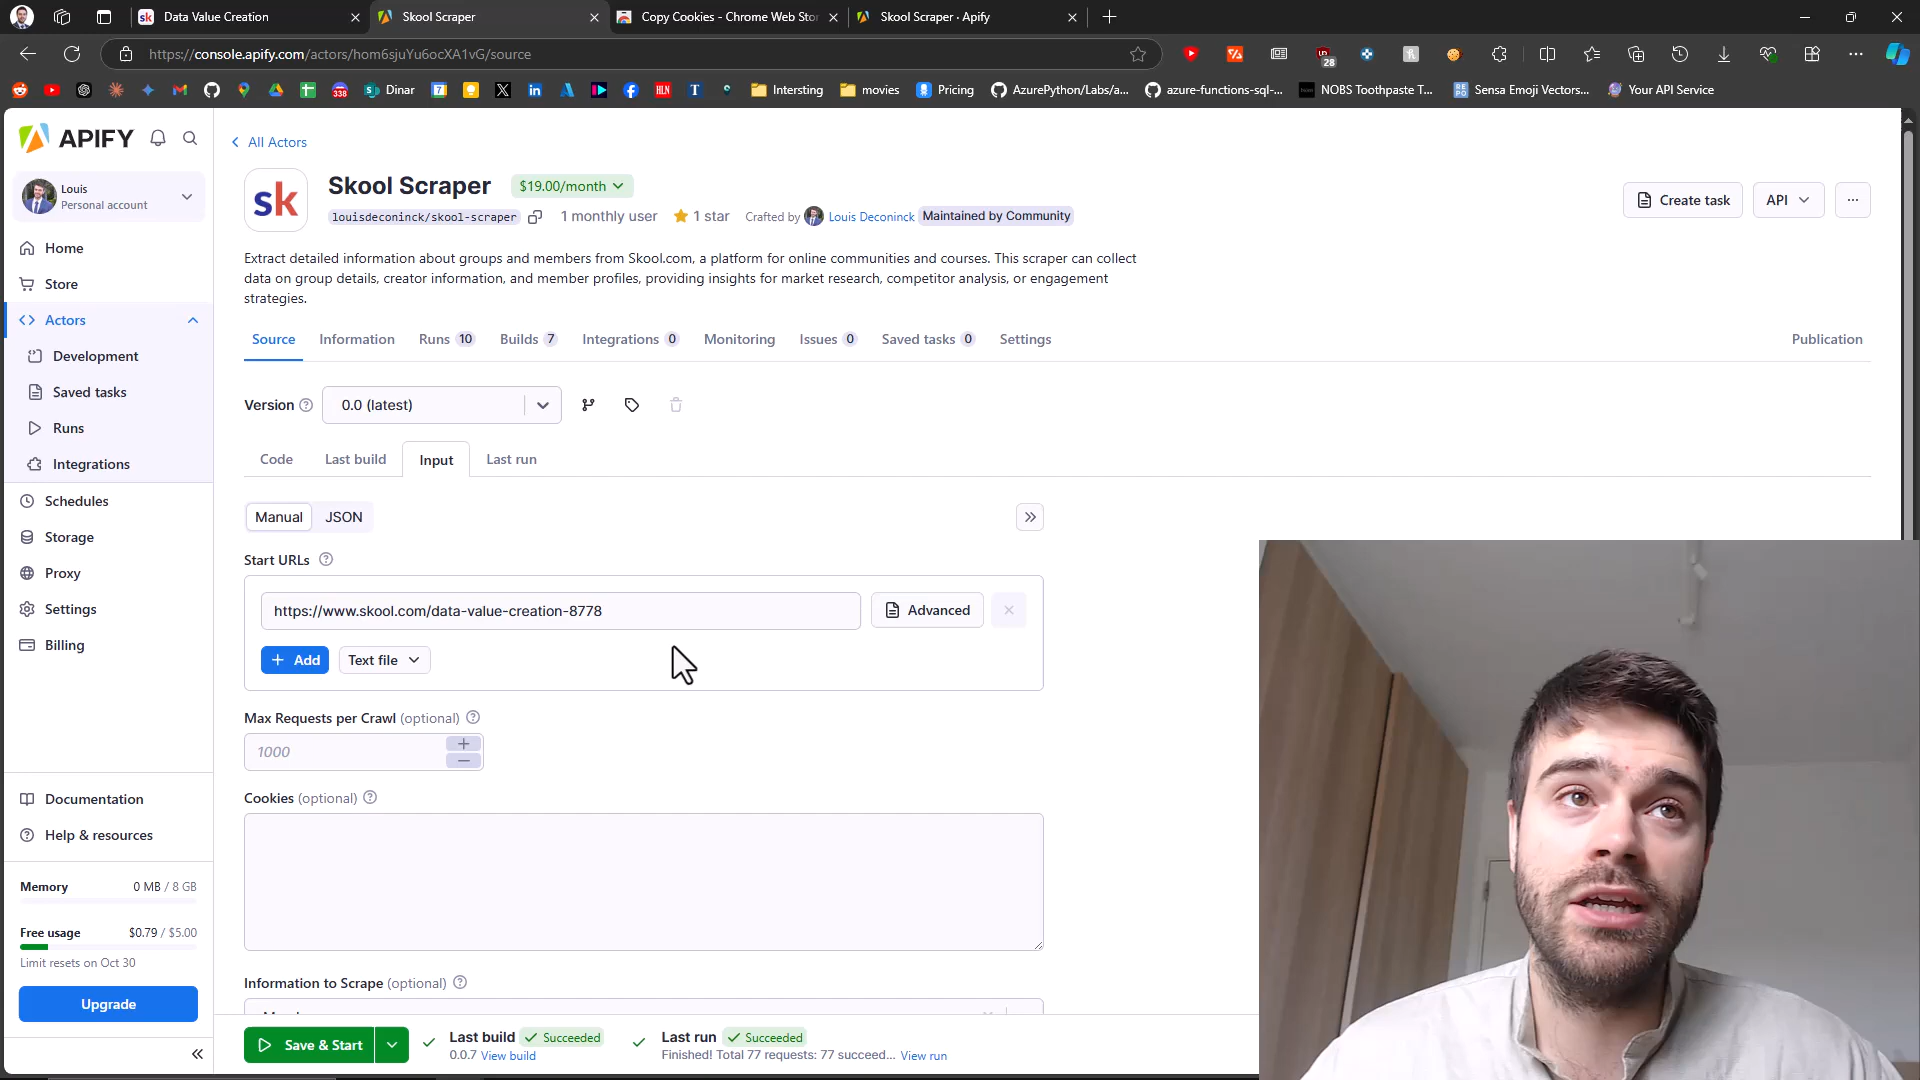 Data Value Creation
Skool Scraper
Copy Cookies - Chrome Web Stor
Skool Scraper · Apify
https://console.apify.com/actors/hom6sjuYu6ocXA1vG/source
28
338
Dinar
7
HLN
T
Intersting
movies
Pricing
AzurePython/Labs/a...
azure-functions-sql-...
NOBS Toothpaste T...
Sensa Emoji Vectors...
Your API Service
APIFY
Louis
Personal account
Home
Store
Actors
Development
Saved tasks
Runs
Integrations
Schedules
Storage
Proxy
Settings
Billing
Documentation
Help & resources
Memory 0 MB / 8 GB
Free usage $0.79 / $5.00
Limit resets on Oct 30
Upgrade
All Actors
sk
Skool Scraper $19.00/month
louisdeconinck/skool-scraper 1 monthly user 1 star Crafted by Louis Deconinck Maintained by Community
Create task
API
Extract detailed information about groups and members from Skool.com, a platform for online communities and courses. This scraper can collect
data on group details, creator information, and member profiles, providing insights for market research, competitor analysis, or engagement
strategies.
Source Information Runs 10 Builds 7 Integrations 0 Monitoring Issues 0 Saved tasks 0 Settings Publication
Version 0.0 (latest)
Code Last build Input Last run
Manual JSON
Start URLs
https://www.skool.com/data-value-creation-8778
Advanced
+ Add Text file
Max Requests per Crawl (optional)
1000
Cookies (optional)
Information to Scrape (optional)
Save & Start
Last build Succeeded
0.0.7 View build
Last run Succeeded
Finished! Total 77 requests: 77 succeed... View run